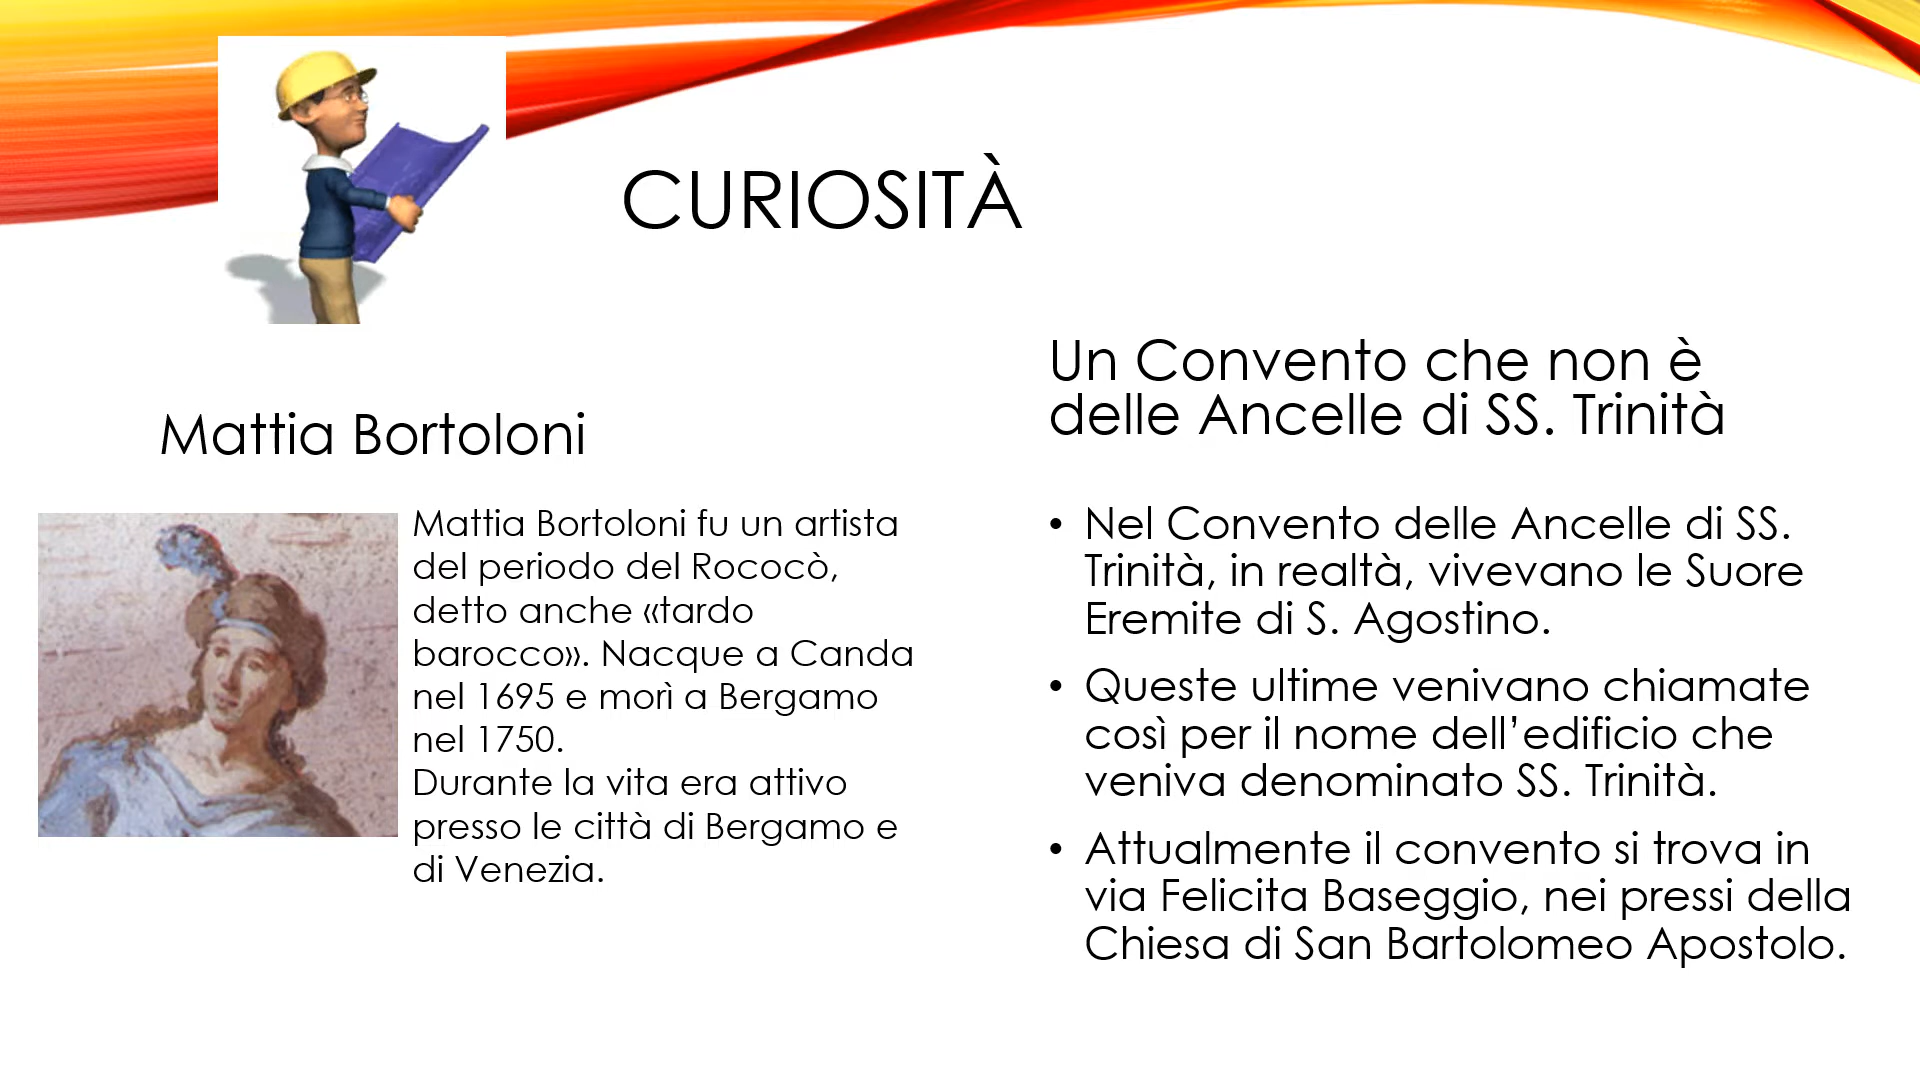 CURIOSITÀ
Mattia Bortoloni
Mattia Bortoloni fu un artista
del periodo del Rococò,
detto anche «tardo
barocco». Nacque a Canda
nel 1695 e morì a Bergamo
nel 1750.
Durante la vita era attivo
presso le città di Bergamo e
di Venezia.
Un Convento che non è
delle Ancelle di SS. Trinità
• Nel Convento delle Ancelle di SS.
Trinità, in realtà, vivevano le Suore
Eremite di S. Agostino.
• Queste ultime venivano chiamate
così per il nome dell’edificio che
veniva denominato SS. Trinità.
• Attualmente il convento si trova in
via Felicita Baseggio, nei pressi della
Chiesa di San Bartolomeo Apostolo.